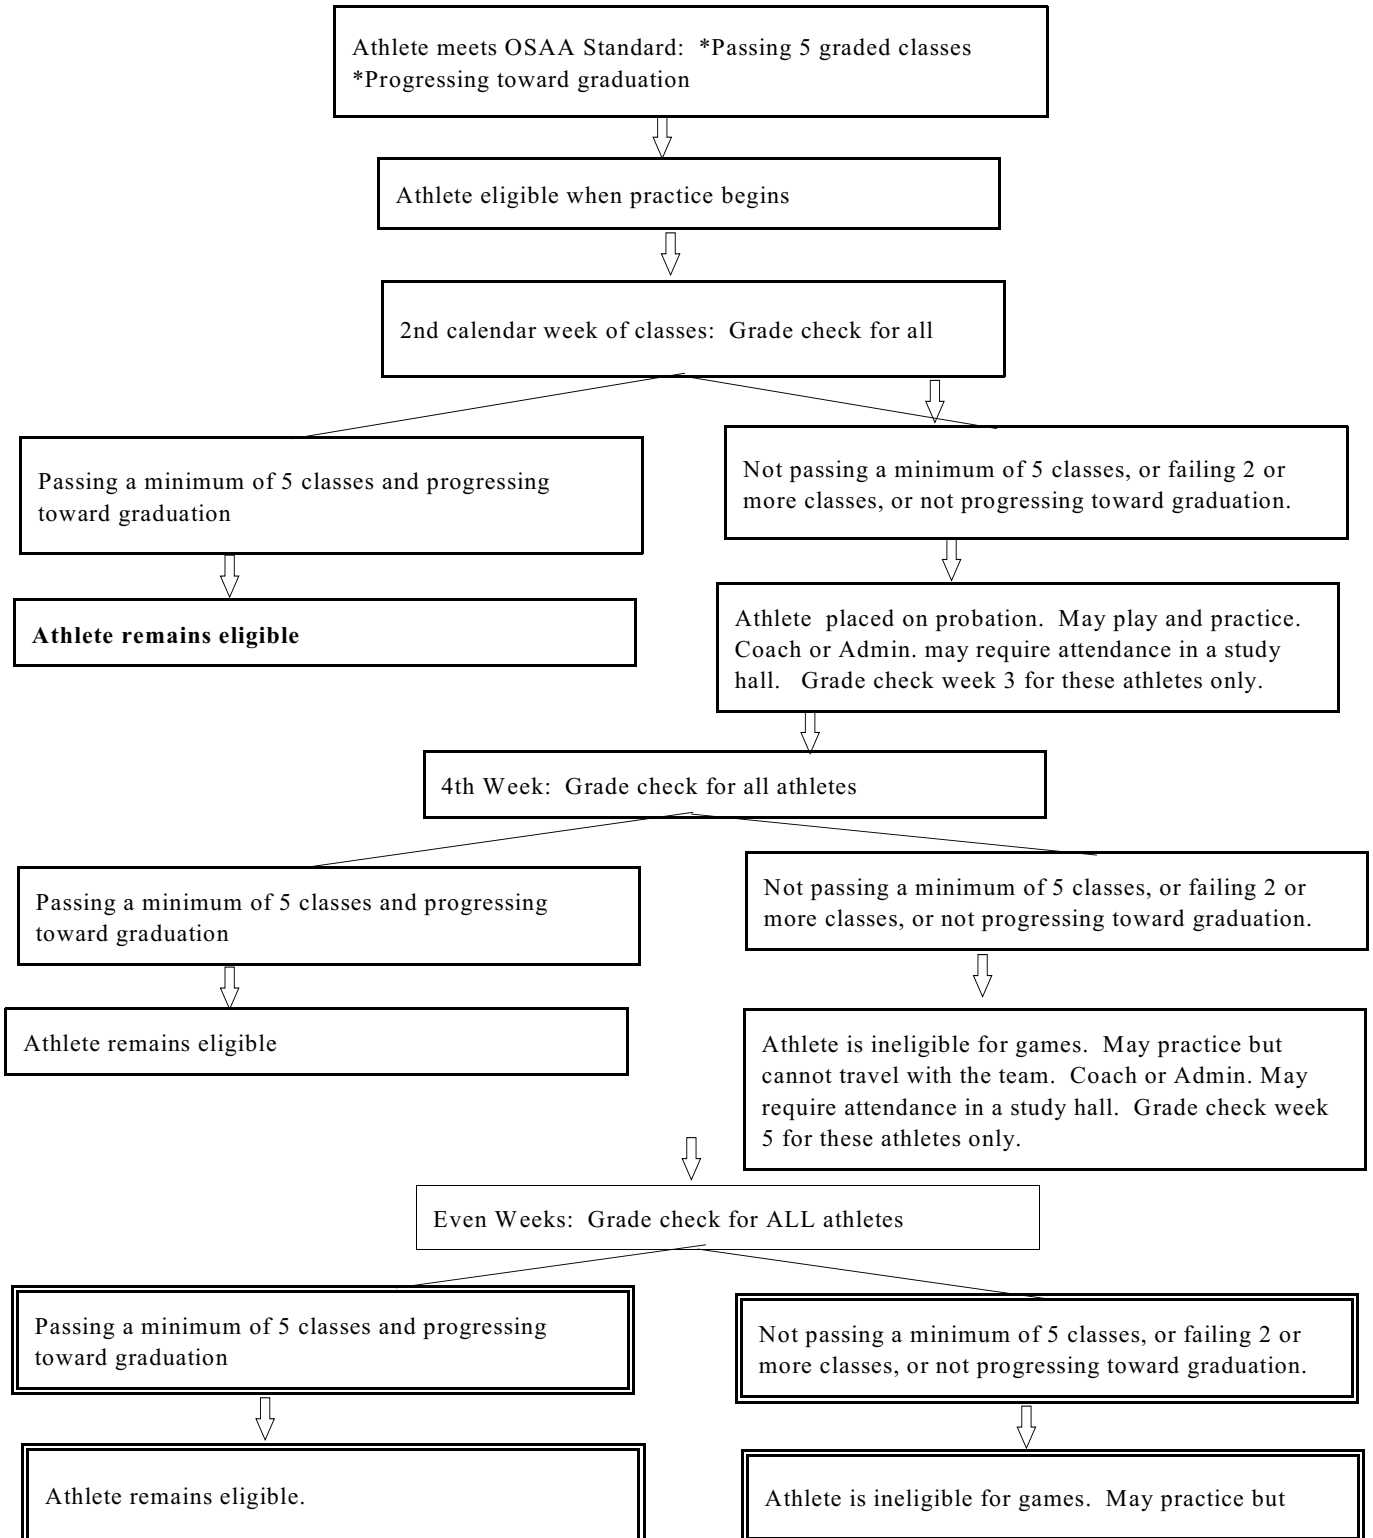 Athlete meets OSAA Standard:  *Passing 5 graded classes
*Progressing toward graduation
Athlete eligible when practice begins
2nd calendar week of classes:  Grade check for all
Passing a minimum of 5 classes and progressing
toward graduation
Not passing a minimum of 5 classes, or failing 2 or
more classes, or not progressing toward graduation.
Athlete remains eligible
Athlete  placed on probation.  May play and practice.
Coach or Admin. may require attendance in a study
hall.   Grade check week 3 for these athletes only.
4th Week:  Grade check for all athletes
Passing a minimum of 5 classes and progressing
toward graduation
Not passing a minimum of 5 classes, or failing 2 or
more classes, or not progressing toward graduation.
Athlete remains eligible
Athlete is ineligible for games.  May practice but
cannot travel with the team.  Coach or Admin. May
require attendance in a study hall.  Grade check week
5 for these athletes only.
Even Weeks:  Grade check for ALL athletes
Passing a minimum of 5 classes and progressing
toward graduation
Not passing a minimum of 5 classes, or failing 2 or
more classes, or not progressing toward graduation.
Athlete remains eligible.
Athlete is ineligible for games.  May practice but